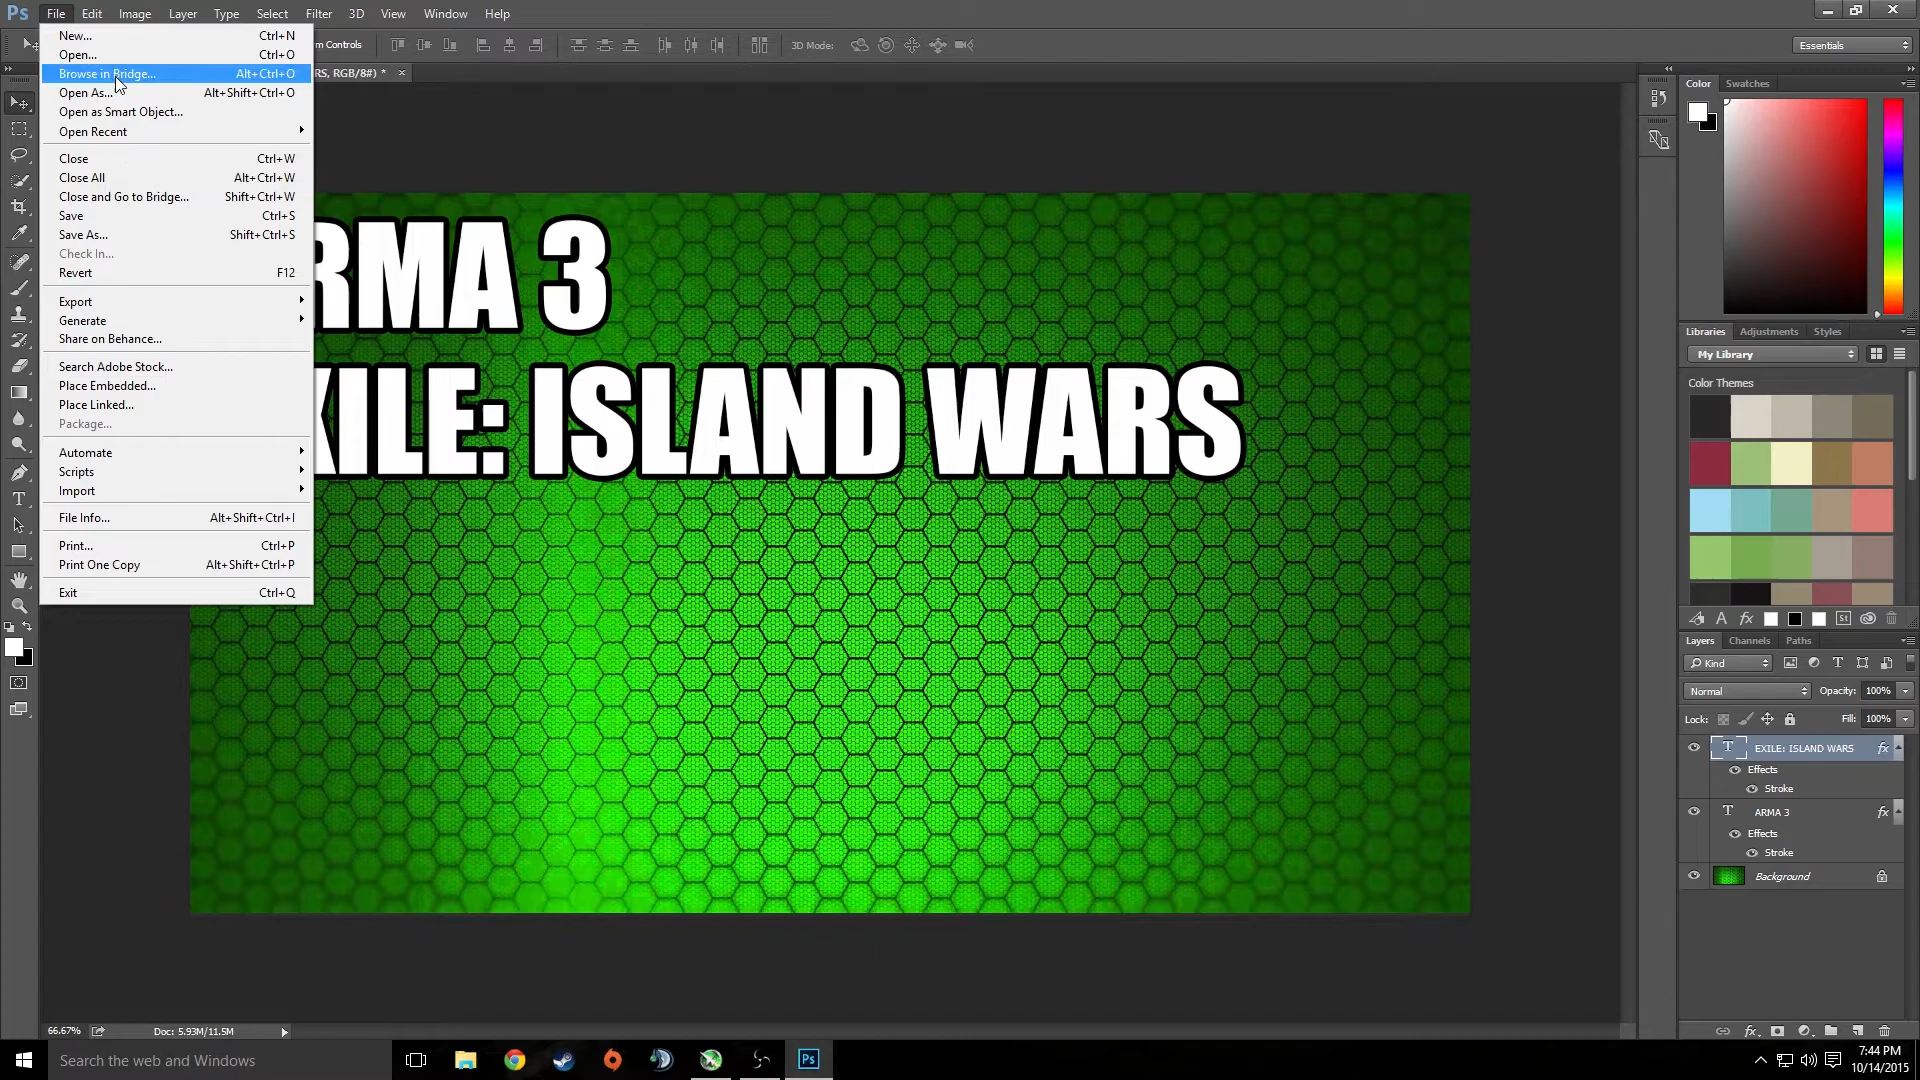 Ps File Edit Image Layer Type Select Filter 3D View Window Help
m Controls 3D Mode: Essentials
RS, RGB/8#) * ×
New... Ctrl+N
Open... Ctrl+O
Browse in Bridge... Alt+Ctrl+O
Open As... Alt+Shift+Ctrl+O
Open as Smart Object...
Open Recent
Close Ctrl+W
Close All Alt+Ctrl+W
Close and Go to Bridge... Shift+Ctrl+W
Save Ctrl+S
Save As... Shift+Ctrl+S
Check In...
Revert F12
Export
Generate
Share on Behance...
Search Adobe Stock...
Place Embedded...
Place Linked...
Package...
Automate
Scripts
Import
File Info... Alt+Shift+Ctrl+I
Print... Ctrl+P
Print One Copy Alt+Shift+Ctrl+P
Exit Ctrl+Q
RMA 3
XILE: ISLAND WARS
Color Swatches
Libraries Adjustments Styles
My Library
Color Themes
A fx St
Layers Channels Paths
Kind T
Normal Opacity: 100%
Lock: Fill: 100%
T EXILE: ISLAND WARS fx
Effects
Stroke
T ARMA 3 fx
Effects
Stroke
Background
fx
66.67% Doc: 5.93M/11.5M
Search the web and Windows
Ps
7:44 PM
10/14/2015